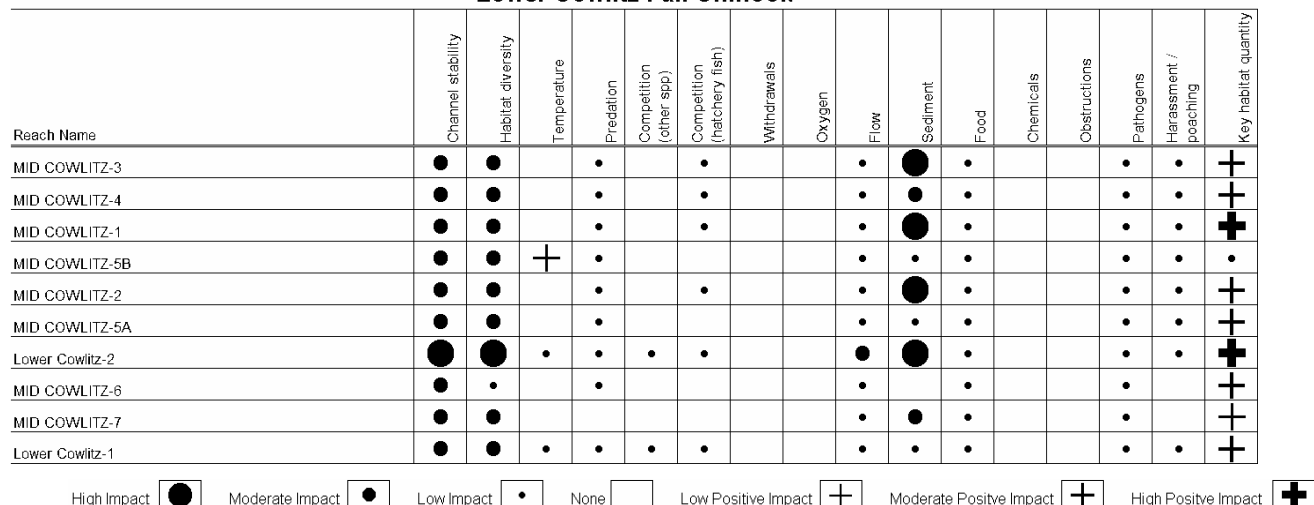 Lower Cowlitz Fall Chinook
Reach Name
Channel stability
Habitat diversity
Temperature
Predation
Competition
(other spp)
Competition
(hatchery fish)
Withdrawals
Oxygen
Flow
Sediment
Food
Chemicals
Obstructions
Pathogens
Harassment /
poaching
Key habitat quantity
MID COWLITZ-3
MID COWLITZ-4
MID COWLITZ-1
MID COWLITZ-5B
MID COWLITZ-2
MID COWLITZ-5A
Lower Cowlitz-2
MID COWLITZ-6
MID COWLITZ-7
Lower Cowlitz-1
High Impact Moderate Impact Low Impact None Low Positive Impact Moderate Positve Impact High Positve Impact